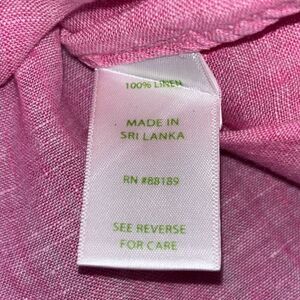 100% LINEN
MADE IN
SRI LANKA
RN #88189
SEE REVERSE
FOR CARE